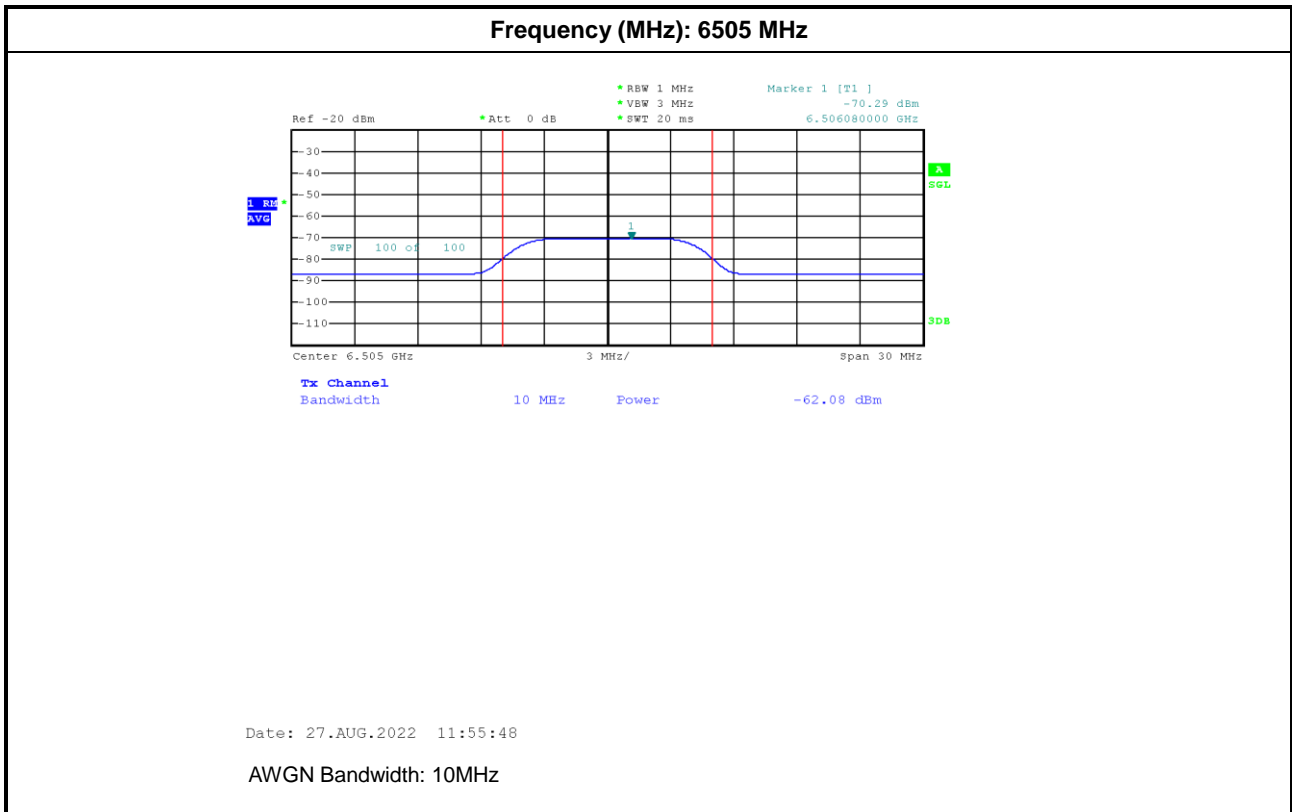 Frequency (MHz): 6505 MHz
* RBW 1 MHz Marker 1 [T1 ]
* VBW 3 MHz -70.29 dBm
Ref -20 dBm * Att 0 dB * SWT 20 ms 6.506080000 GHz
-30
A
-40
SGL
-50
1 RM *
AVG
-60
1
-70
SWP 100 of 100
-80
-90
-100
-110
3DB
Center 6.505 GHz 3 MHz/ Span 30 MHz
Tx Channel
Bandwidth 10 MHz Power -62.08 dBm
Date: 27.AUG.2022 11:55:48
AWGN Bandwidth: 10MHz